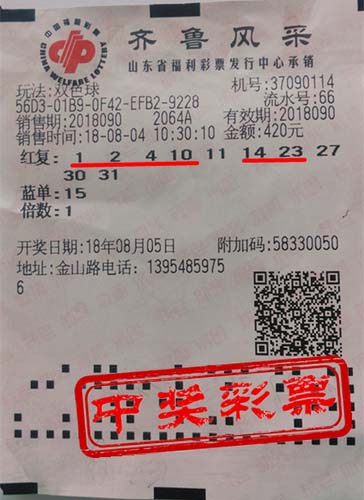 中国福利彩票
CHINA WELFARE LOTTERY
齐鲁风采
山东省福利彩票发行中心承销
玩法:双色球 机号:37090114
56D3-01B9-0F42-EFB2-9228 流水号:66
销售期:2018090 2064A 有效期:2018090
销售时间:18-08-04 10:30:10 金额:420元
红复: 1 2 4 10 11 14 23 27
30 31
蓝单:15
倍数:1
开奖日期:18年08月05日 附加码:58330050
地址:金山路电话:1395485975
6
中奖彩票